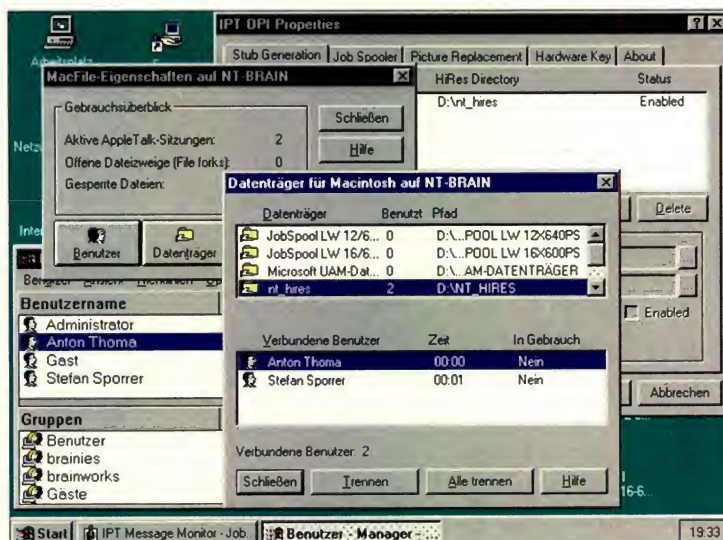 IPT OPI Properties
Stub Generation
Job Spooler
Picture Replacement
Hardware Key
About
HiRes Directory
Status
D:\nt_hires
Enabled
Delete
Enabled
Abbrechen
MacFile-Eigenschaften auf NT-BRAIN
Gebrauchsüberblick
Aktive AppleTalk-Sitzungen: 2
Offene Dateizweige (File forks): 0
Gesperrte Dateien:
Schließen
Hilfe
Benutzer
Datenträger
Datenträger für Macintosh auf NT-BRAIN
Datenträger Benutzt Pfad
JobSpool LW 12/6... 0 D:\...POOL LW 12X640PS
JobSpool LW 16/6... 0 D:\...POOL LW 16X600PS
Microsoft UAM-Dat... 0 D:\...AM-DATENTRÄGER
nt_hires 2 D:\NT_HIRES
Verbundene Benutzer Zeit In Gebrauch
Anton Thoma 00:00 Nein
Stefan Sporrer 00:01 Nein
Verbundene Benutzer: 2
Schließen
Trennen
Alle trennen
Hilfe
Benutzername
Administrator
Anton Thoma
Gast
Stefan Sporrer
Gruppen
Benutzer
brainies
brainworks
Gäste
16-6...
Start
IPT Message Monitor - Job...
Benutzer - Manager -
19:33